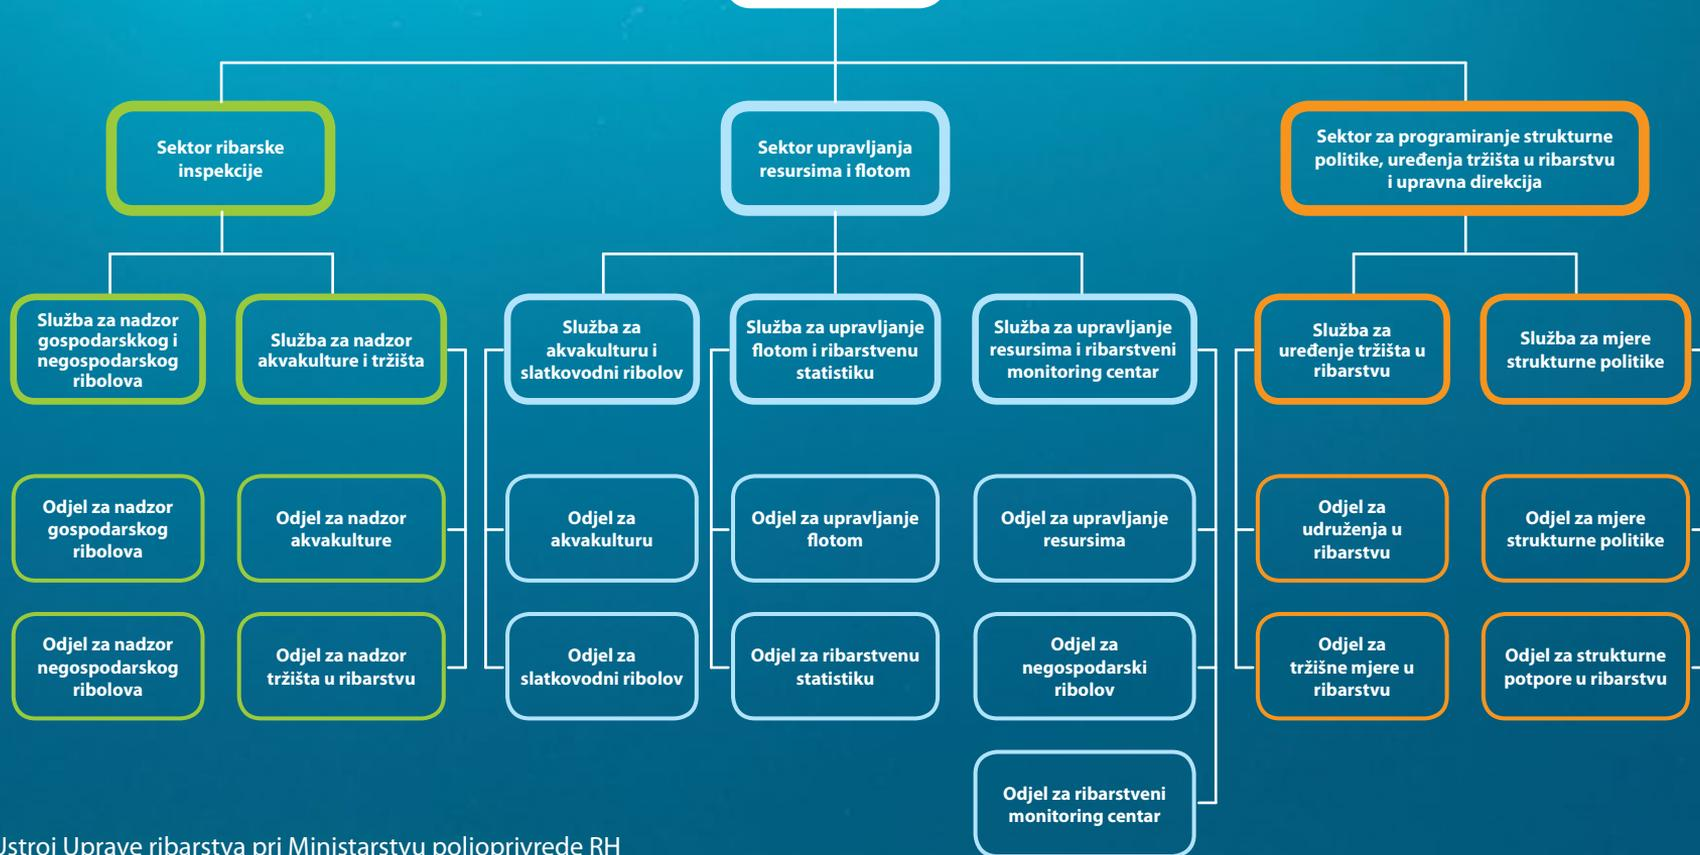 Sektor ribarske
inspekcije
Sektor upravljanja
resursima i flotom
Sektor za programiranje strukturne
politike, uređenja tržišta u ribarstvu
i upravna direkcija
Služba za nadzor
gospodarskkog i
negospodarskog
ribolova
Služba za nadzor
akvakulture i tržišta
Služba za
akvakulturu i
slatkovodni ribolov
Služba za upravljanje
flotom i ribarstvenu
statistiku
Služba za upravljanje
resursima i ribarstveni
monitoring centar
Služba za
uređenje tržišta u
ribarstvu
Služba za mjere
strukturne politike
Odjel za nadzor
gospodarskog
ribolova
Odjel za nadzor
akvakulture
Odjel za
akvakulturu
Odjel za upravljanje
flotom
Odjel za upravljanje
resursima
Odjel za
udruženja u
ribarstvu
Odjel za mjere
strukturne politike
Odjel za nadzor
negospodarskog
ribolova
Odjel za nadzor
tržišta u ribarstvu
Odjel za
slatkovodni ribolov
Odjel za ribarstvenu
statistiku
Odjel za
negospodarski
ribolov
Odjel za
tržišne mjere u
ribarstvu
Odjel za strukturne
potpore u ribarstvu
Odjel za ribarstveni
monitoring centar
Ustroj Uprave ribarstva pri Ministarstvu poljoprivrede RH